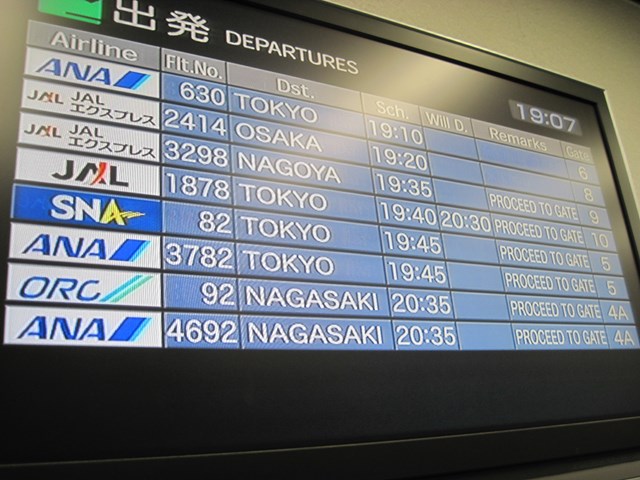 出発 DEPARTURES
19:07
Airline Flt.No. Dst. Sch. Will D. Remarks Gate
ANA 630 TOKYO 19:10 6
JAL JAL エクスプレス 2414 OSAKA 19:20 8
JAL JAL エクスプレス 3298 NAGOYA 19:35 PROCEED TO GATE 9
JAL 1878 TOKYO 19:40 20:30 PROCEED TO GATE 10
SNA 82 TOKYO 19:45 PROCEED TO GATE 5
ANA 3782 TOKYO 19:45 PROCEED TO GATE 5
ORC 92 NAGASAKI 20:35 PROCEED TO GATE 4A
ANA 4692 NAGASAKI 20:35 PROCEED TO GATE 4A